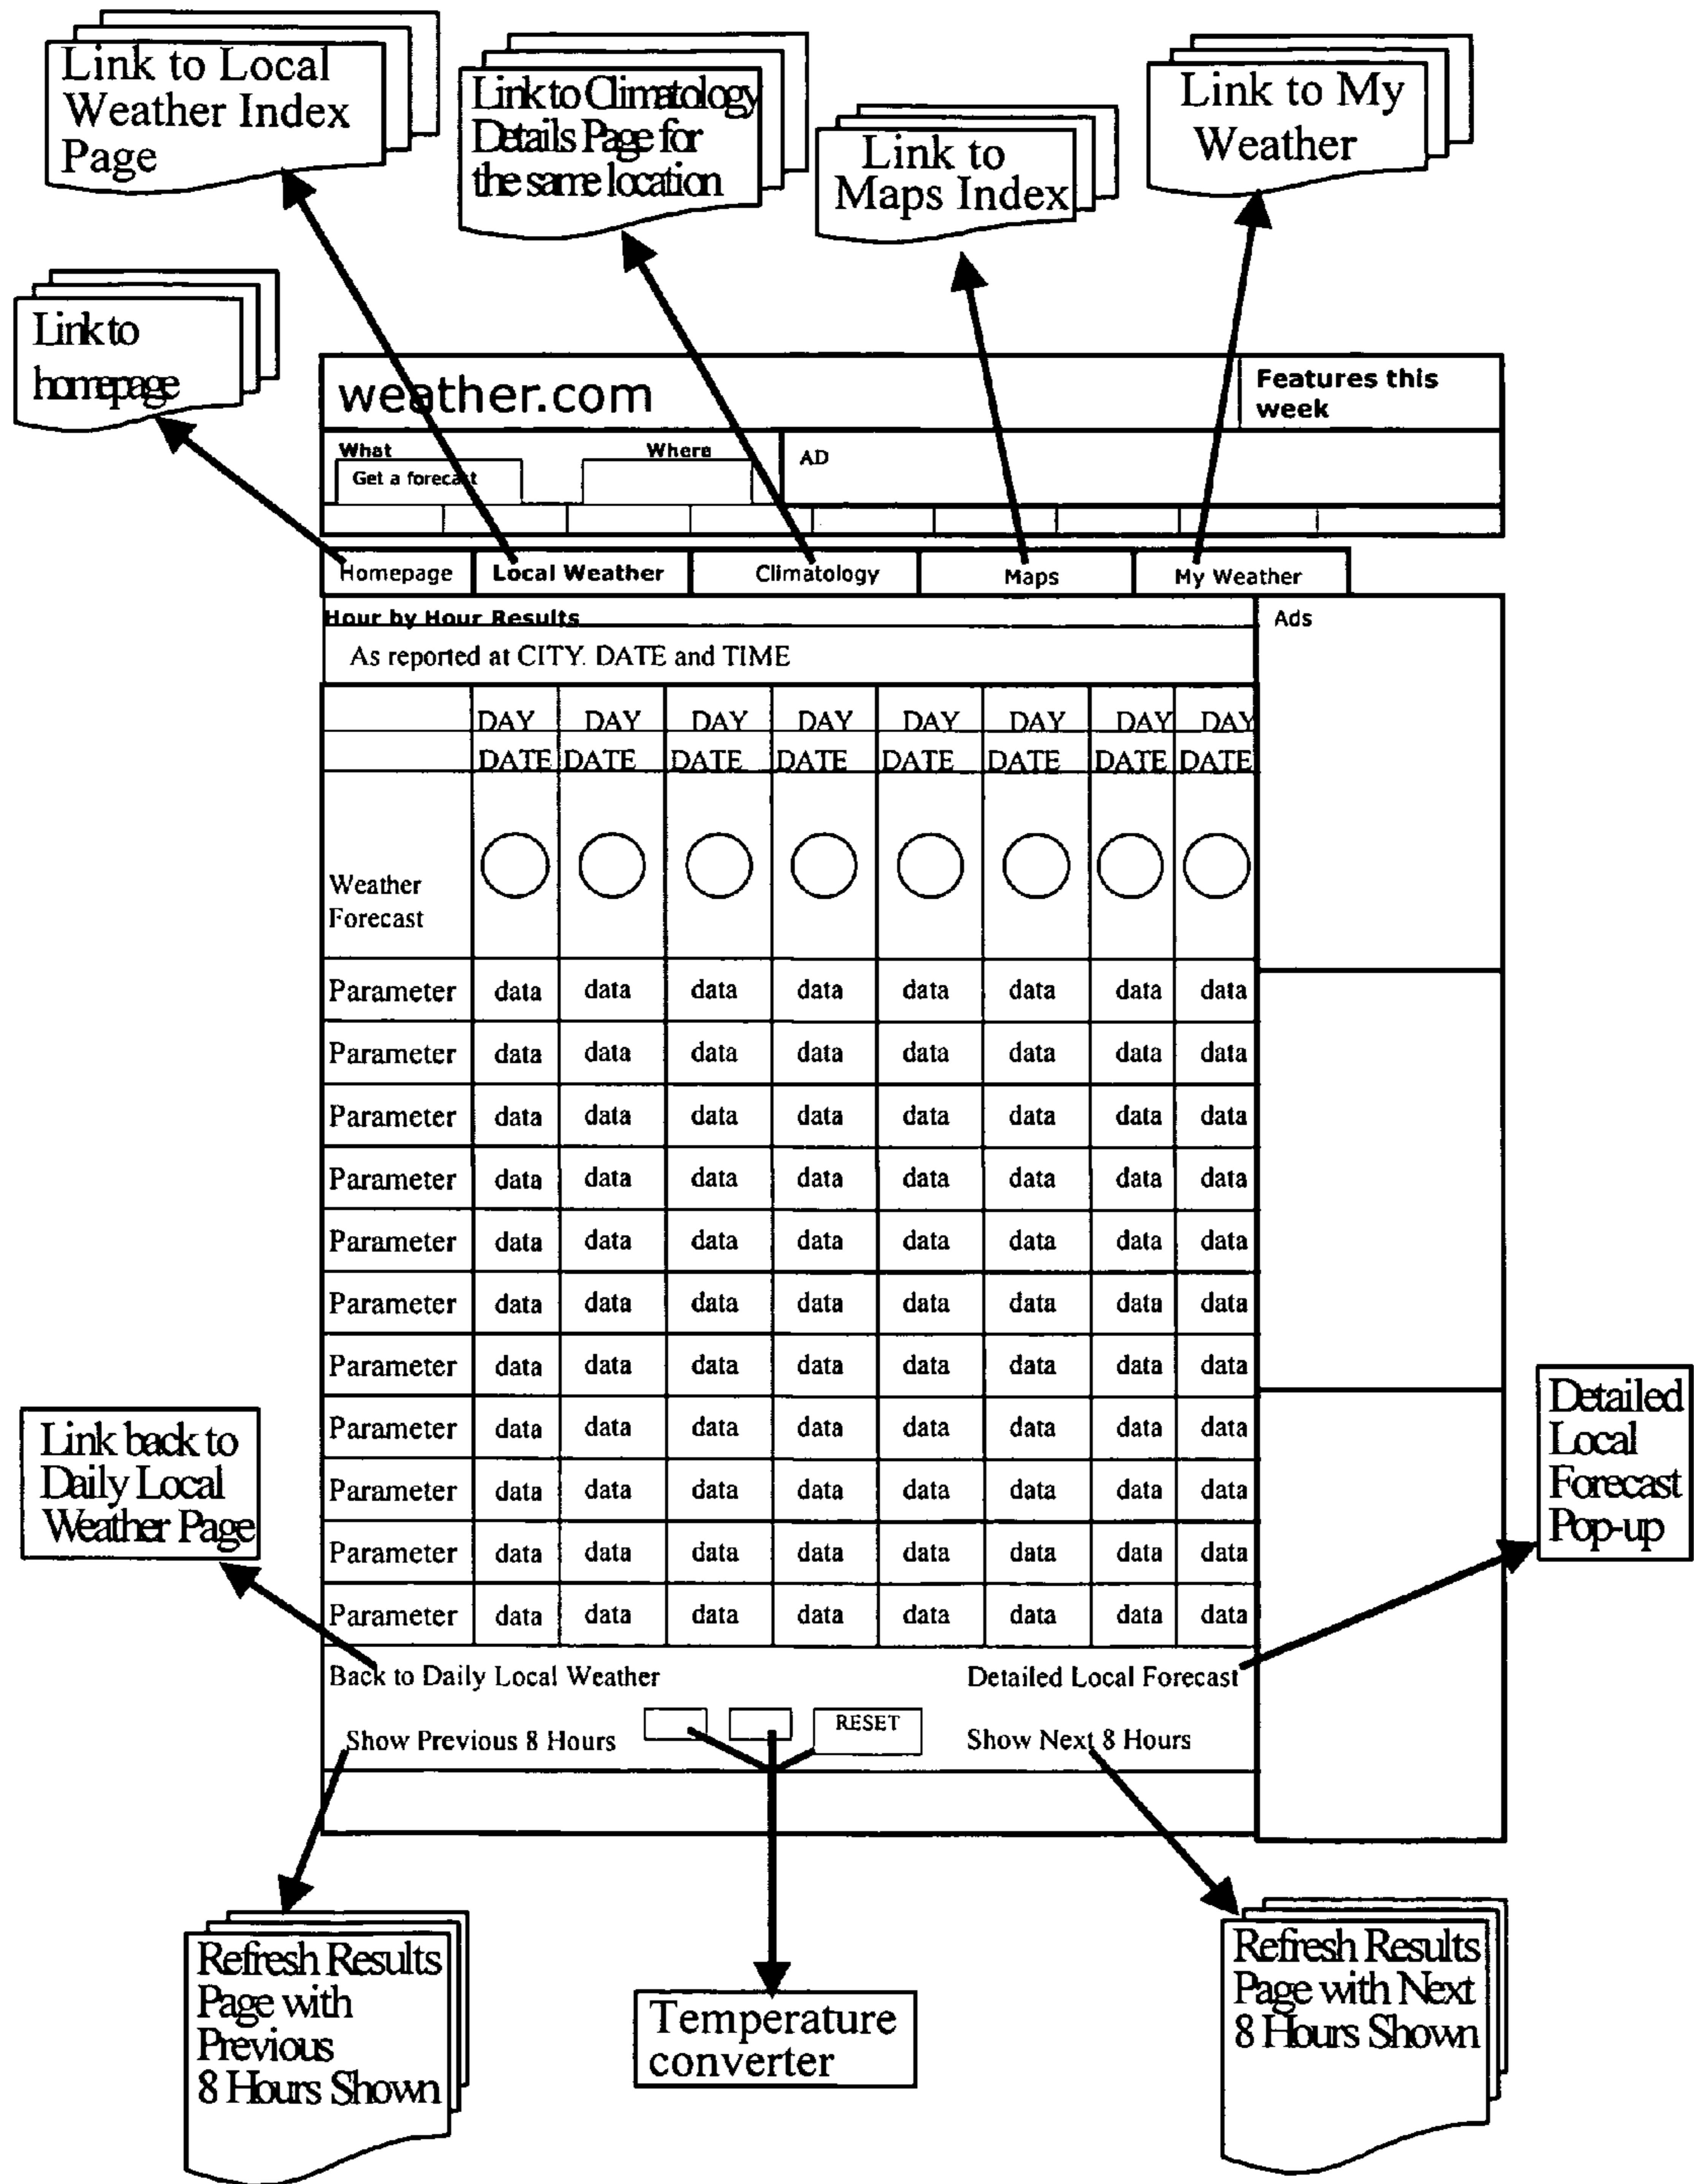 Link to Local
Weather Index
Page
Link to Climatology
Details Page for
the same location
Link to
Maps Index
Link to My
Weather
Link to
homepage
weather.com
Features this
week
What Where
Get a forecast
AD
Homepage Local Weather Climatology Maps My Weather
Hour by Hour Results
Ads
As reported at CITY. DATE and TIME
DAY DAY DAY DAY DAY DAY DAY DAY
DATE DATE DATE DATE DATE DATE DATE DATE
Weather
Forecast
Parameter data data data data data data data data
Parameter data data data data data data data data
Parameter data data data data data data data data
Parameter data data data data data data data data
Parameter data data data data data data data data
Parameter data data data data data data data data
Parameter data data data data data data data data
Parameter data data data data data data data data
Parameter data data data data data data data data
Parameter data data data data data data data data
Parameter data data data data data data data data
Link back to
Daily Local
Weather Page
Detailed
Local
Forecast
Pop-up
Back to Daily Local Weather Detailed Local Forecast
Show Previous 8 Hours RESET Show Next 8 Hours
Refresh Results
Page with
Previous
8 Hours Shown
Temperature
converter
Refresh Results
Page with Next
8 Hours Shown